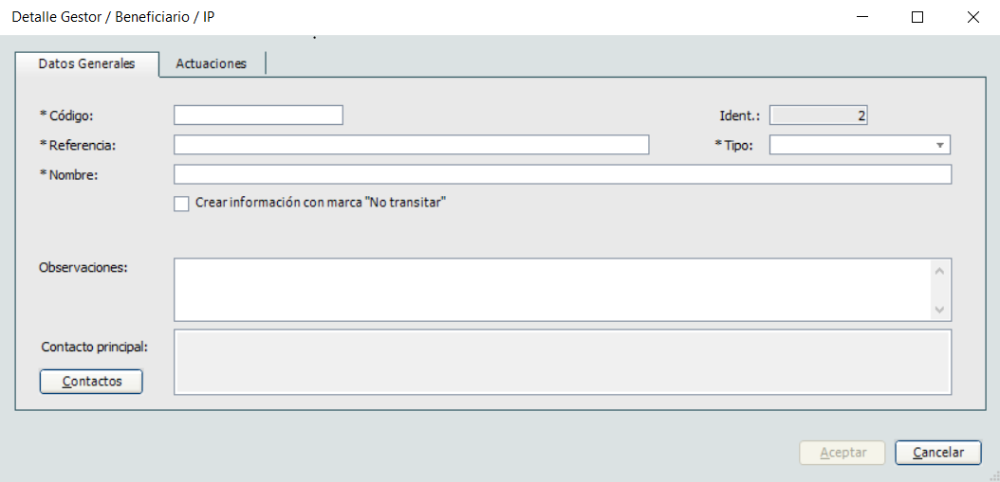 Detalle Gestor / Beneficiario / IP
Datos Generales
Actuaciones
* Código:
Ident.:
2
* Referencia:
* Tipo:
* Nombre:
Crear información con marca "No transitar"
Observaciones:
Contacto principal:
Contactos
Aceptar
Cancelar